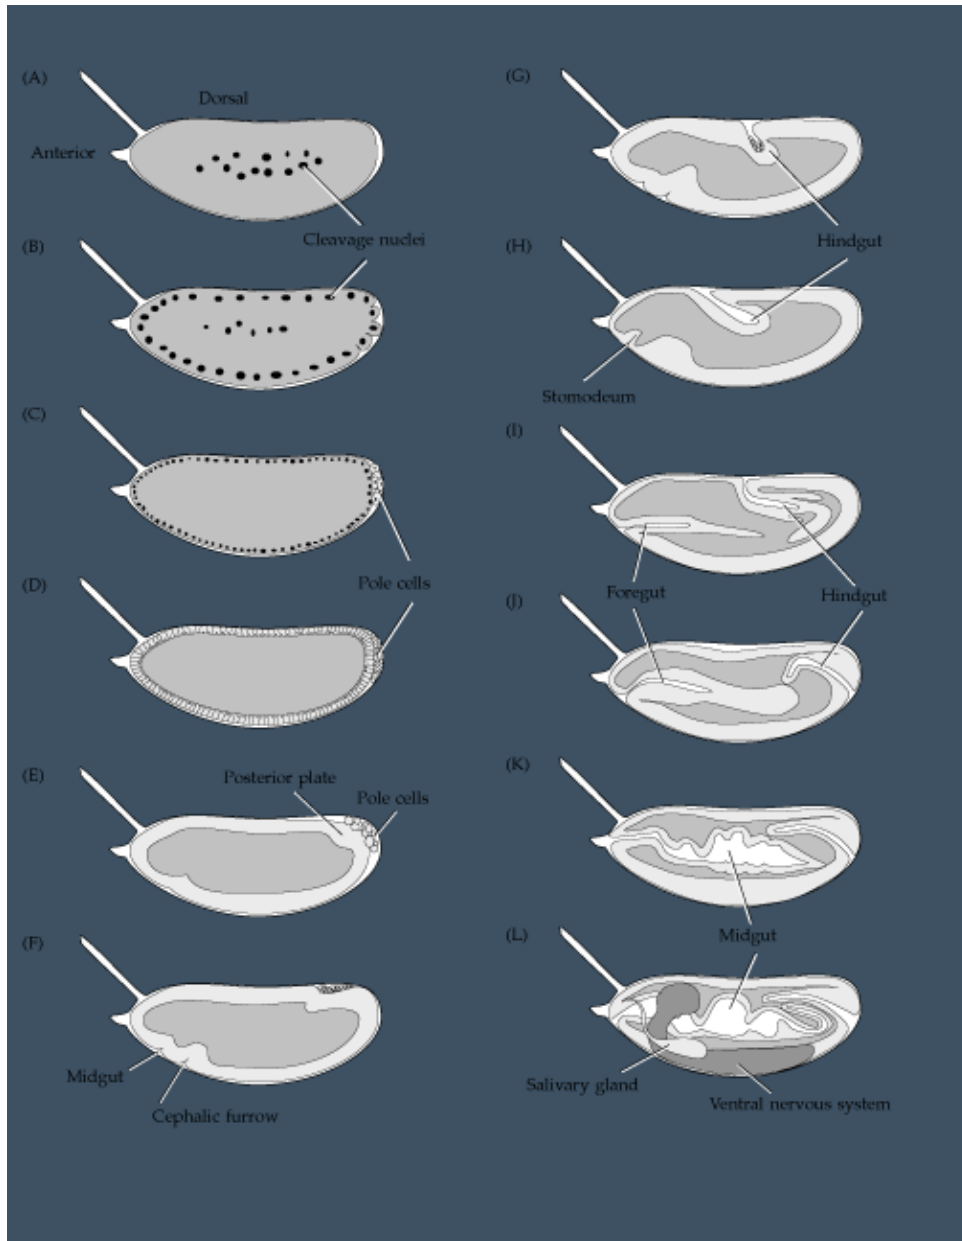 (A)
Dorsal
Anterior
Cleavage nuclei
(B)
(C)
Pole cells
(D)
(E)
Posterior plate
Pole cells
(F)
Midgut
Cephalic furrow
(G)
Hindgut
(H)
Stomodeum
(I)
Foregut
Hindgut
(J)
(K)
Midgut
(L)
Salivary gland
Ventral nervous system